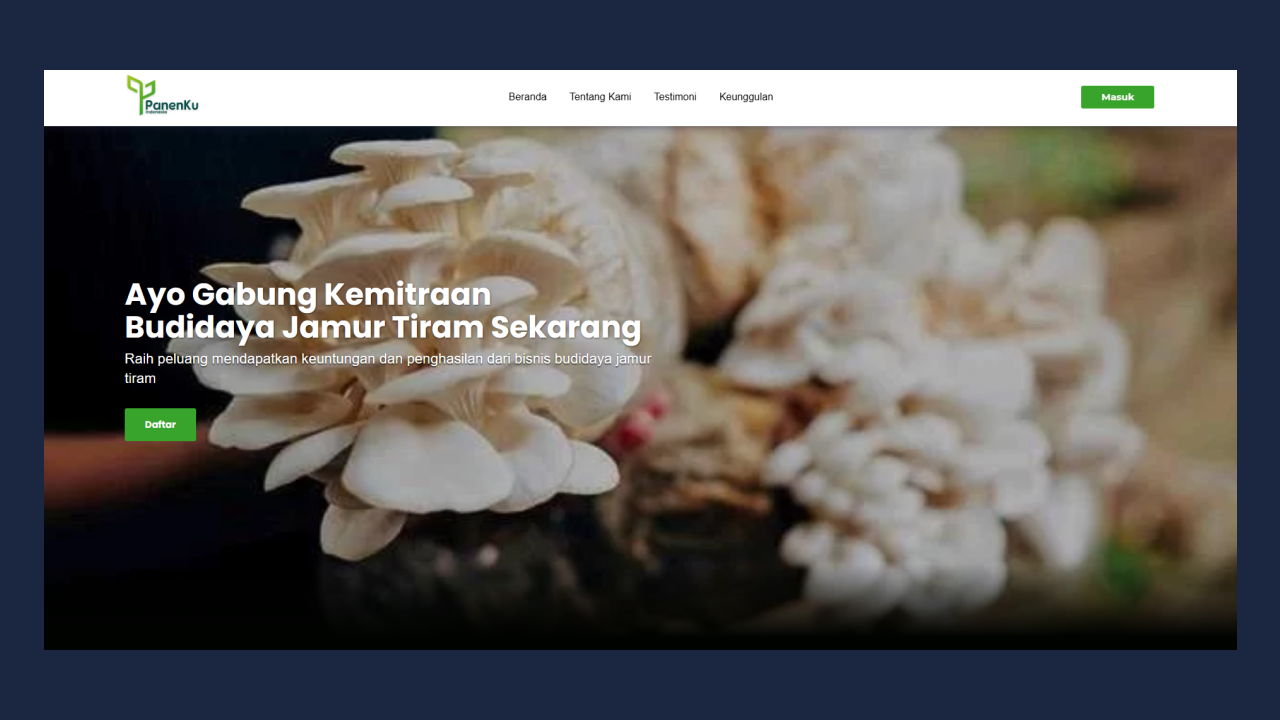 PanenKu
Indonesia
Beranda
Tentang Kami
Testimoni
Keunggulan
Masuk
Ayo Gabung Kemitraan
Budidaya Jamur Tiram Sekarang
Raih peluang mendapatkan keuntungan dan penghasilan dari bisnis budidaya jamur
tiram
Daftar